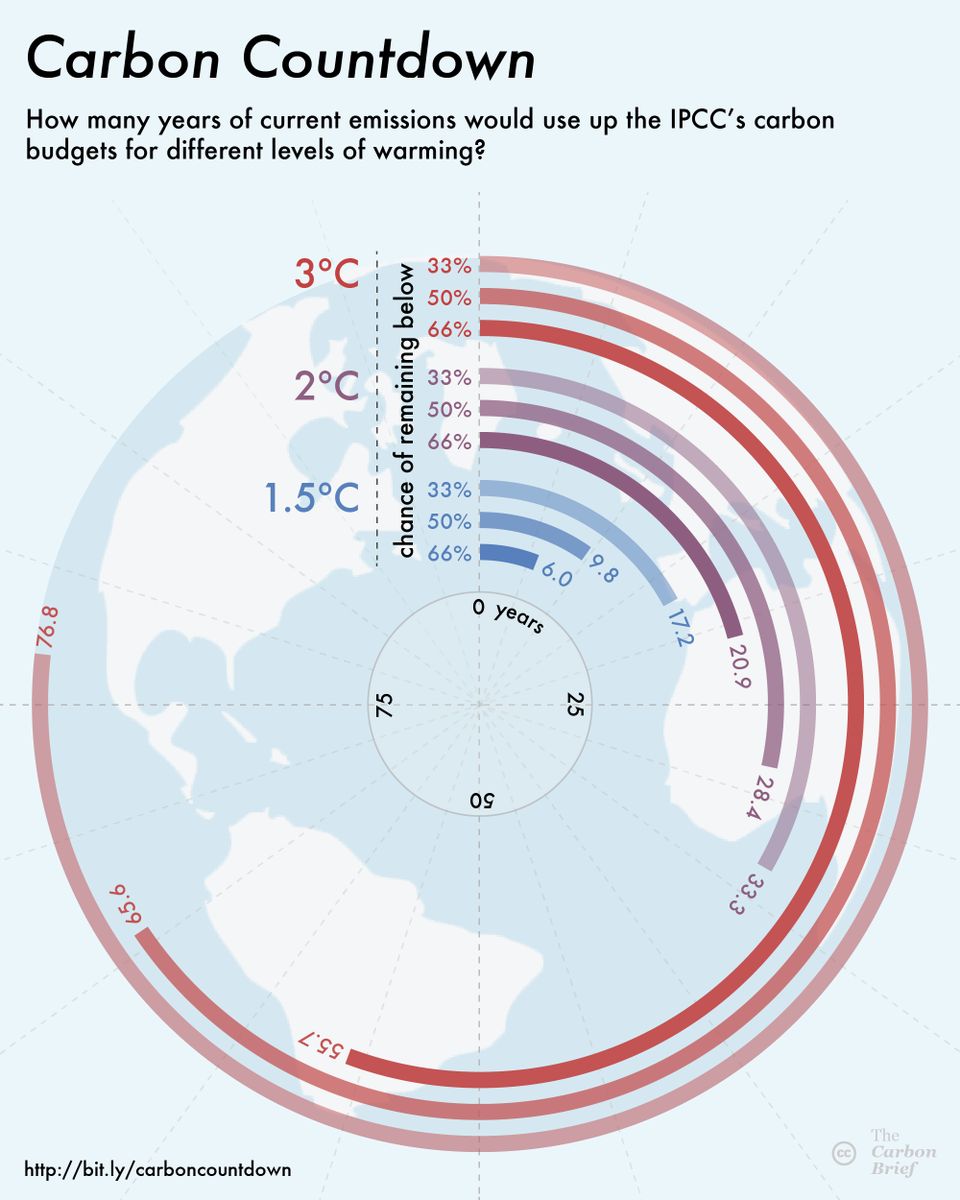 Carbon Countdown
How many years of current emissions would use up the IPCC's carbon
budgets for different levels of warming?
3°C
chance of remaining below
33%
50%
66%
2°C
33%
50%
66%
1.5°C
33%
50%
66%
6.0
9.8
17.2
20.9
28.4
33.3
55.7
65.6
76.8
0 years
25
50
75
http://bit.ly/carboncountdown
cc
The
Carbon
Brief